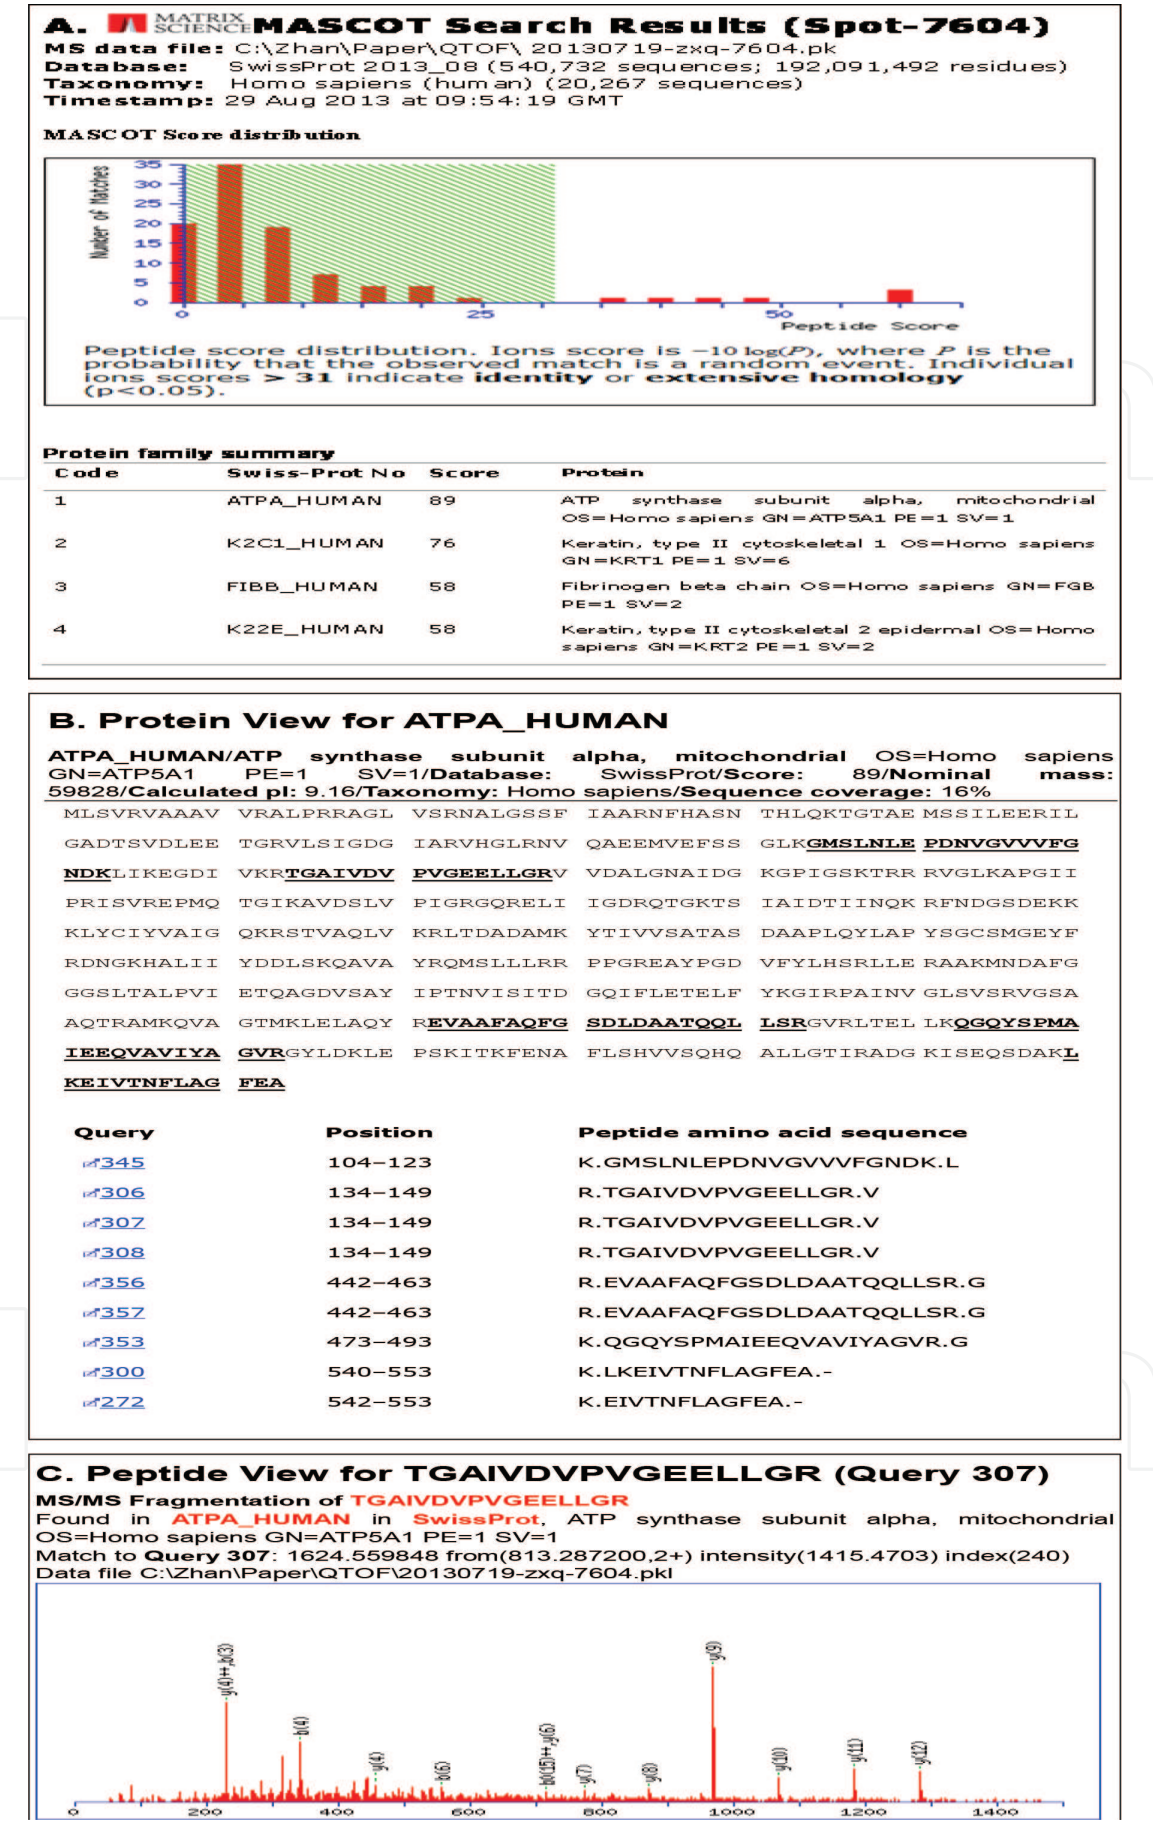 A. MATRIX SCIENCE MASCOT Search Results (Spot-7604)
MS data file: C:\Zhan\Paper\QTOF\ 20130719-zxq-7604.pk
Database: SwissProt 2013_08 (540,732 sequences; 192,091,492 residues)
Taxonomy: Homo sapiens (human) (20,267 sequences)
Timestamp: 29 Aug 2013 at 09:54:19 GMT
MASCOT Score distribution
Number of Matches
35
30
25
20
15
10
5
0
0 25 50
Peptide Score
Peptide score distribution. Ions score is −10 log(P), where P is the
probability that the observed match is a random event. Individual
ions scores > 31 indicate identity or extensive homology
(p<0.05).
Protein family summary
Code Swiss-Prot No Score Protein
1 ATPA_HUMAN 89 ATP synthase subunit alpha, mitochondrial
OS=Homo sapiens GN=ATP5A1 PE=1 SV=1
2 K2C1_HUMAN 76 Keratin, type II cytoskeletal 1 OS=Homo sapiens
GN=KRT1 PE=1 SV=6
3 FIBB_HUMAN 58 Fibrinogen beta chain OS=Homo sapiens GN=FGB
PE=1 SV=2
4 K22E_HUMAN 58 Keratin, type II cytoskeletal 2 epidermal OS=Homo
sapiens GN=KRT2 PE=1 SV=2
B. Protein View for ATPA_HUMAN
ATPA_HUMAN/ATP synthase subunit alpha, mitochondrial OS=Homo sapiens
GN=ATP5A1 PE=1 SV=1/Database: SwissProt/Score: 89/Nominal mass:
59828/Calculated pI: 9.16/Taxonomy: Homo sapiens/Sequence coverage: 16%
MLSVRVAAAV VRALPRRAGL VSRNALGSSF IAARNFHASN THLQKTGTAE MSSILEERIL
GADTSVDLEE TGRVLSIGDG IARVHGLRNV QAEEMVEFSS GLKGMSLNLE PDNVGVVVFG
NDKLIKEGDI VKRTGAIVDV PVGEELLGRV VDALGNAIDG KGPIGSKTRR RVGLKAPGII
PRISVREPMQ TGIKAVDSLV PIGRGQRELI IGDRQTGKTS IAIDTIINQK RFNDGSDEKK
KLYCIYVAIG QKRSTVAQLV KRLTDADAMK YTIVVSATAS DAAPLQYLAP YSGCSMGEYF
RDNGKHALII YDDLSKQAVA YRQMSLLLRR PPGREAYPGD VFYLHSRLLE RAAKMNDAFG
GGSLTALPVI ETQAGDVSAY IPTNVISITD GQIFLETELF YKGIRPAINV GLSVSRVGSA
AQTRAMKQVA GTMKLELAQY REVAAFAQFG SDLDAATQQL LSRGVRLTEL LKQGQYSPMA
IEEQVAVIYA GVRGYLDKLE PSKITKFENA FLSHVVSQHQ ALLGTIRADG KISEQSDAKL
KEIVTNFLAG FEA
Query Position Peptide amino acid sequence
345 104–123 K.GMSLNLEPDNVGVVVFGNDK.L
306 134–149 R.TGAIVDVPVGEELLGR.V
307 134–149 R.TGAIVDVPVGEELLGR.V
308 134–149 R.TGAIVDVPVGEELLGR.V
356 442–463 R.EVAAFAQFGSDLDAATQQLLSR.G
357 442–463 R.EVAAFAQFGSDLDAATQQLLSR.G
353 473–493 K.QGQYSPMAIEEQVAVIYAGVR.G
300 540–553 K.LKEIVTNFLAGFEA.-
272 542–553 K.EIVTNFLAGFEA.-
C. Peptide View for TGAIVDVPVGEELLGR (Query 307)
MS/MS Fragmentation of TGAIVDVPVGEELLGR
Found in ATPA_HUMAN in SwissProt, ATP synthase subunit alpha, mitochondrial
OS=Homo sapiens GN=ATP5A1 PE=1 SV=1
Match to Query 307: 1624.559848 from(813.287200,2+) intensity(1415.4703) index(240)
Data file C:\Zhan\Paper\QTOF\20130719-zxq-7604.pkl
y(4)++,b(3)
b(4)
y(4)
b(6)
b0(15)++,y(6)
y(7)
y(8)
y(9)
y(10)
y(11)
y(12)
0 200 400 600 800 1000 1200 1400